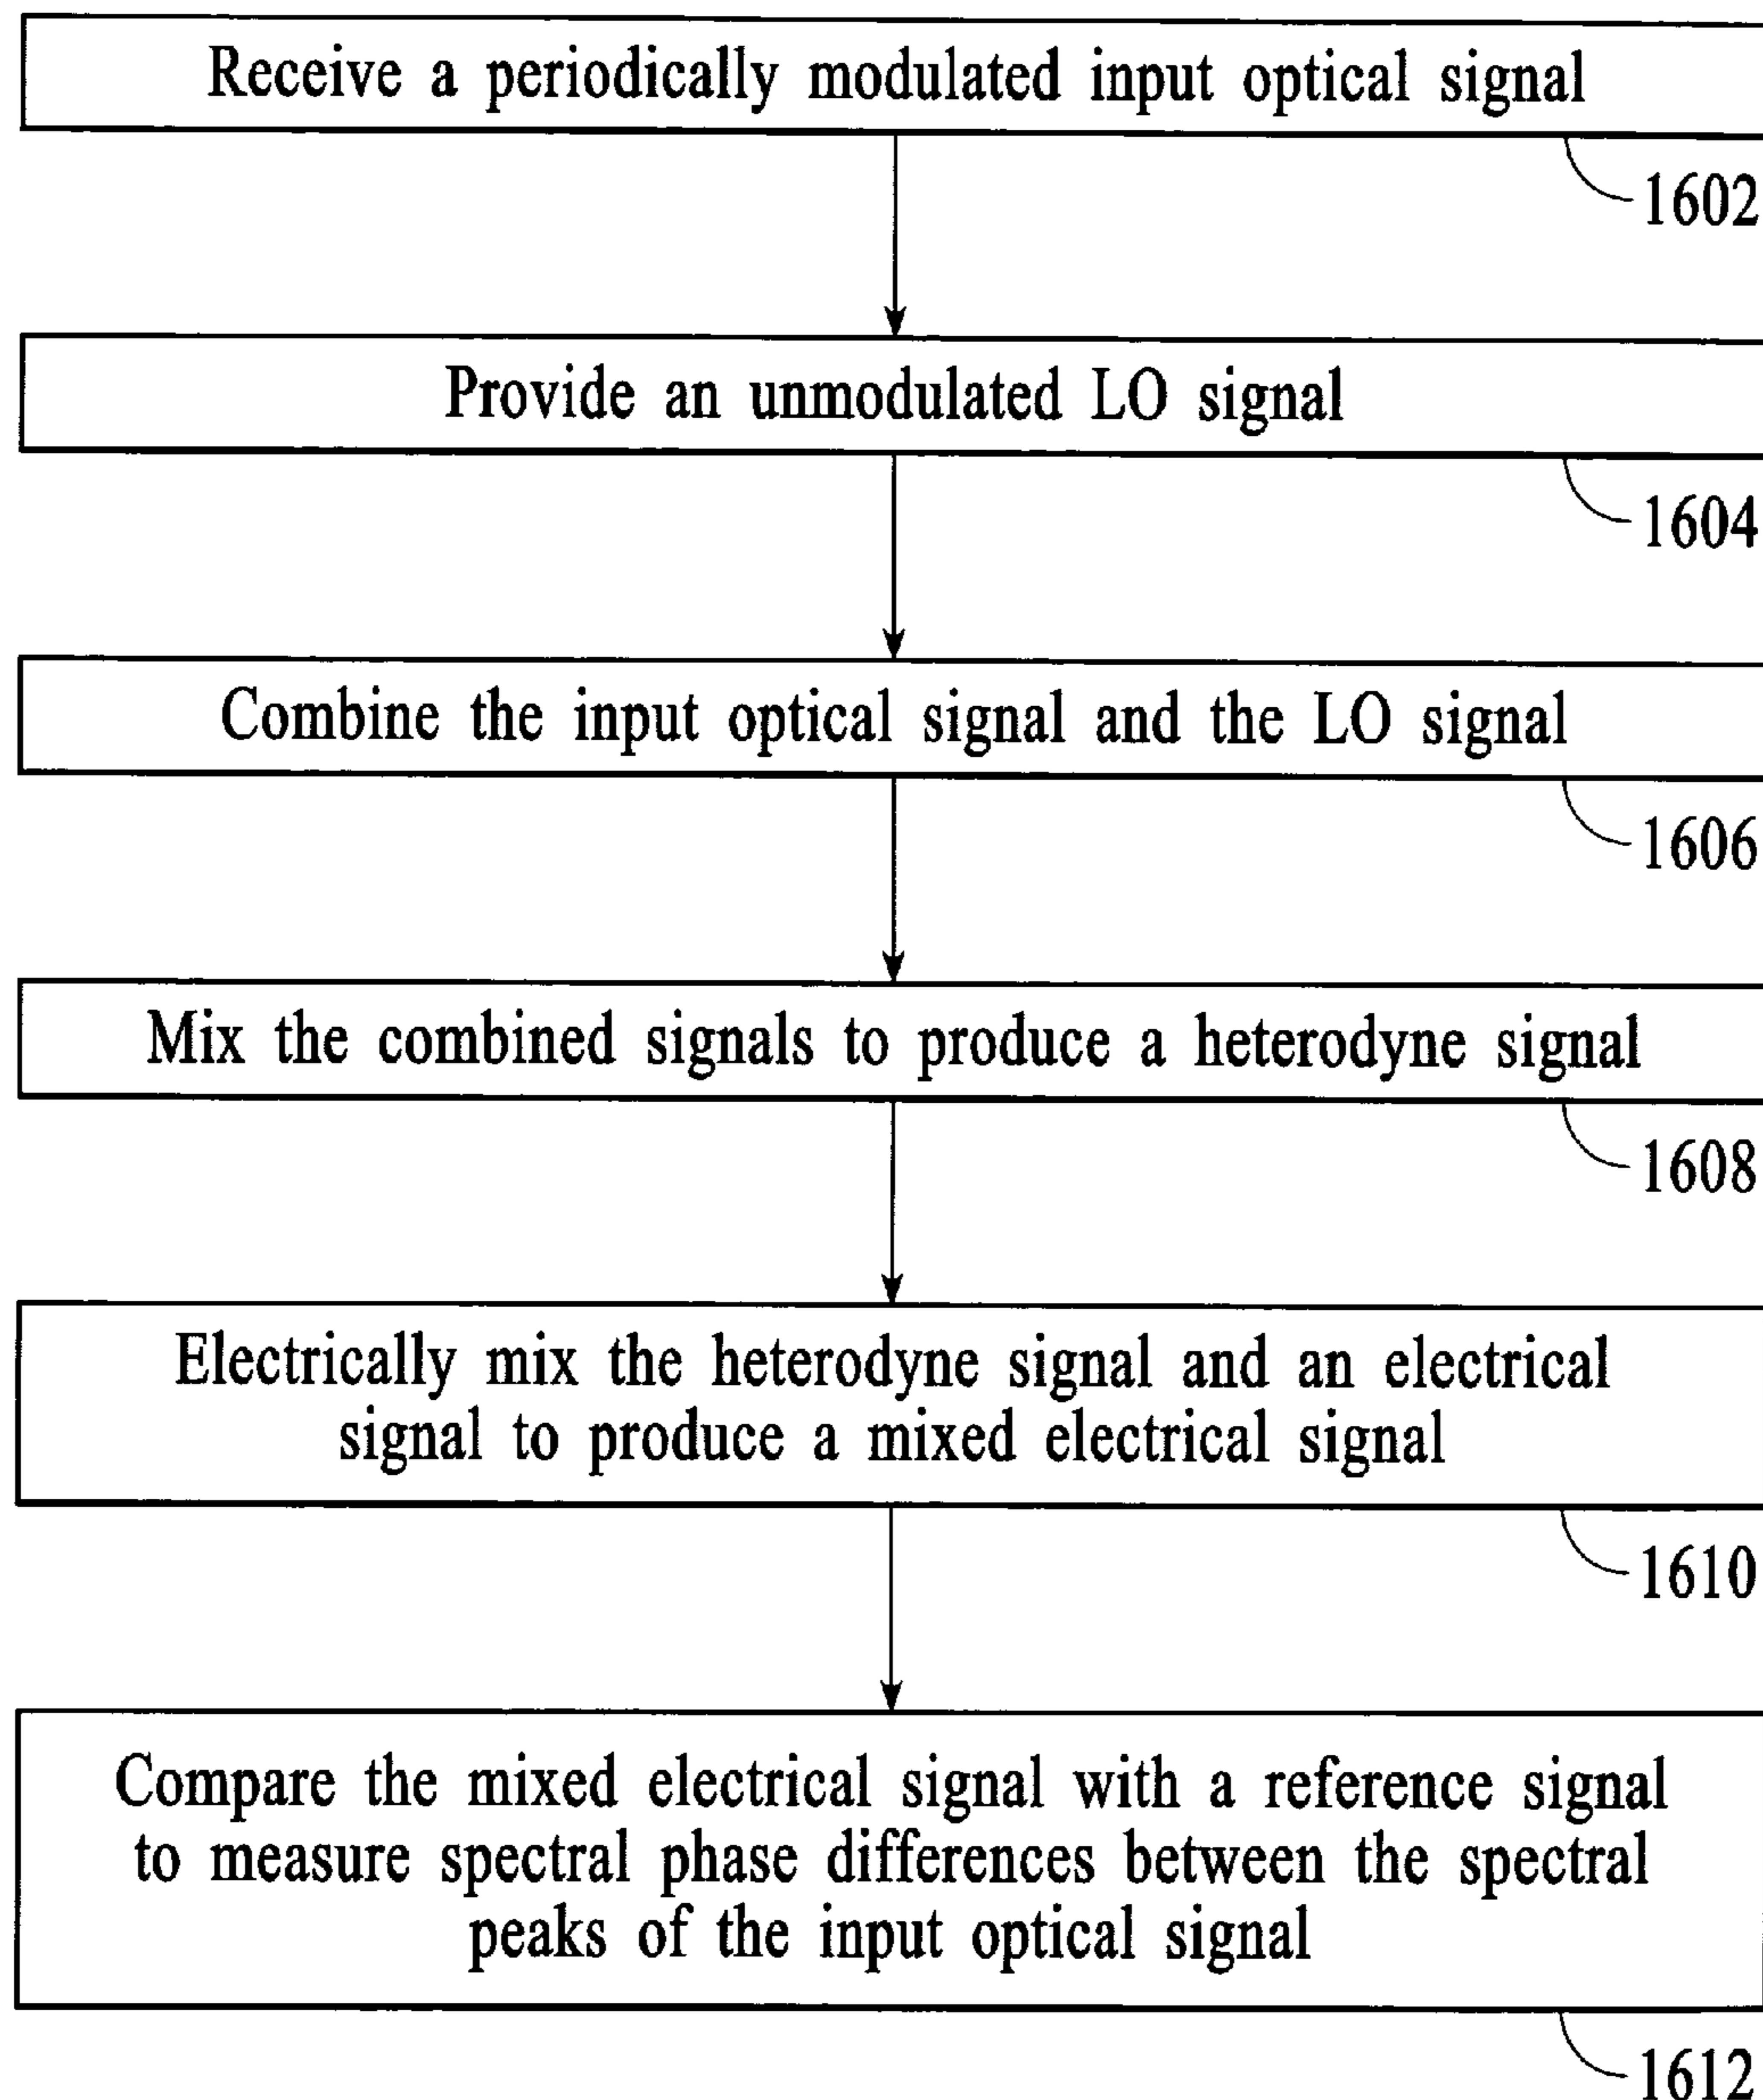 Receive a periodically modulated input optical signal
1602
Provide an unmodulated LO signal
1604
Combine the input optical signal and the LO signal
1606
Mix the combined signals to produce a heterodyne signal
1608
Electrically mix the heterodyne signal and an electrical
signal to produce a mixed electrical signal
1610
Compare the mixed electrical signal with a reference signal
to measure spectral phase differences between the spectral
peaks of the input optical signal
1612